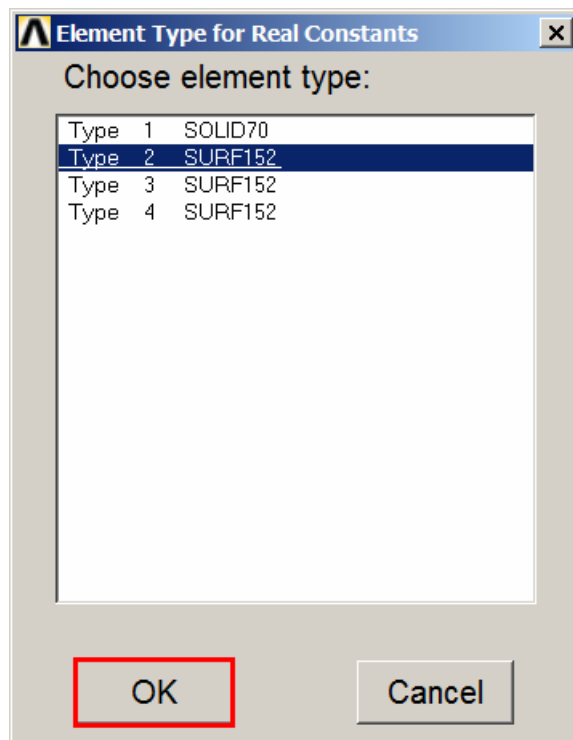 Element Type for Real Constants
Choose element type:
Type 1 SOLID70
Type 2 SURF152
Type 3 SURF152
Type 4 SURF152
OK Cancel